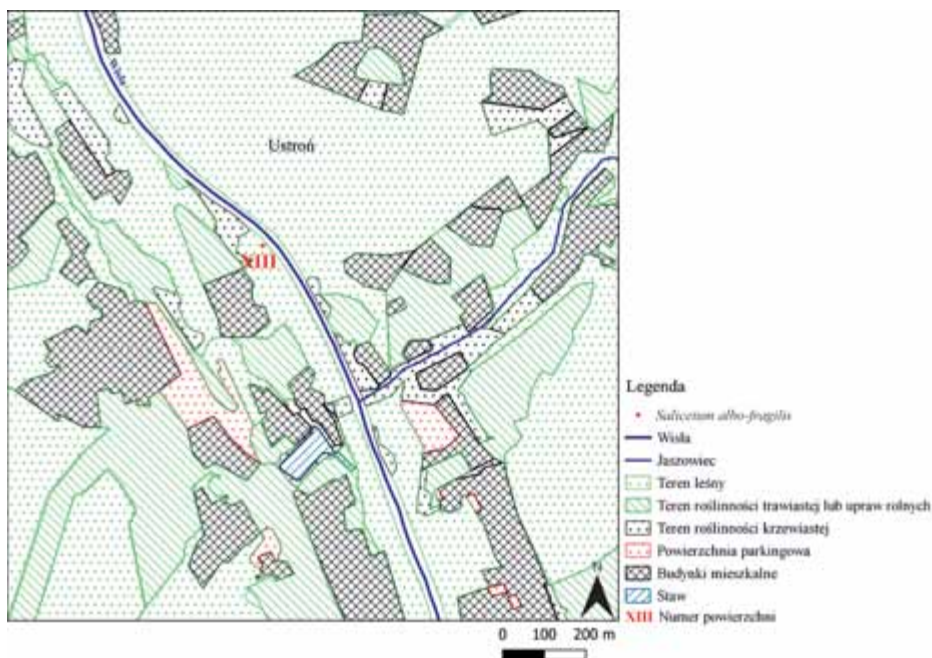 Wisła
Ustroń
XIII
Legenda
Salicetum albo-fragilis
Wisła
Jaszowiec
Teren leśny
Teren roślinności trawiastej lub upraw rolnych
Teren roślinności krzewiastej
Powierzchnia parkingowa
Budynki mieszkalne
Staw
XIII Numer powierzchni
N
0 100 200 m